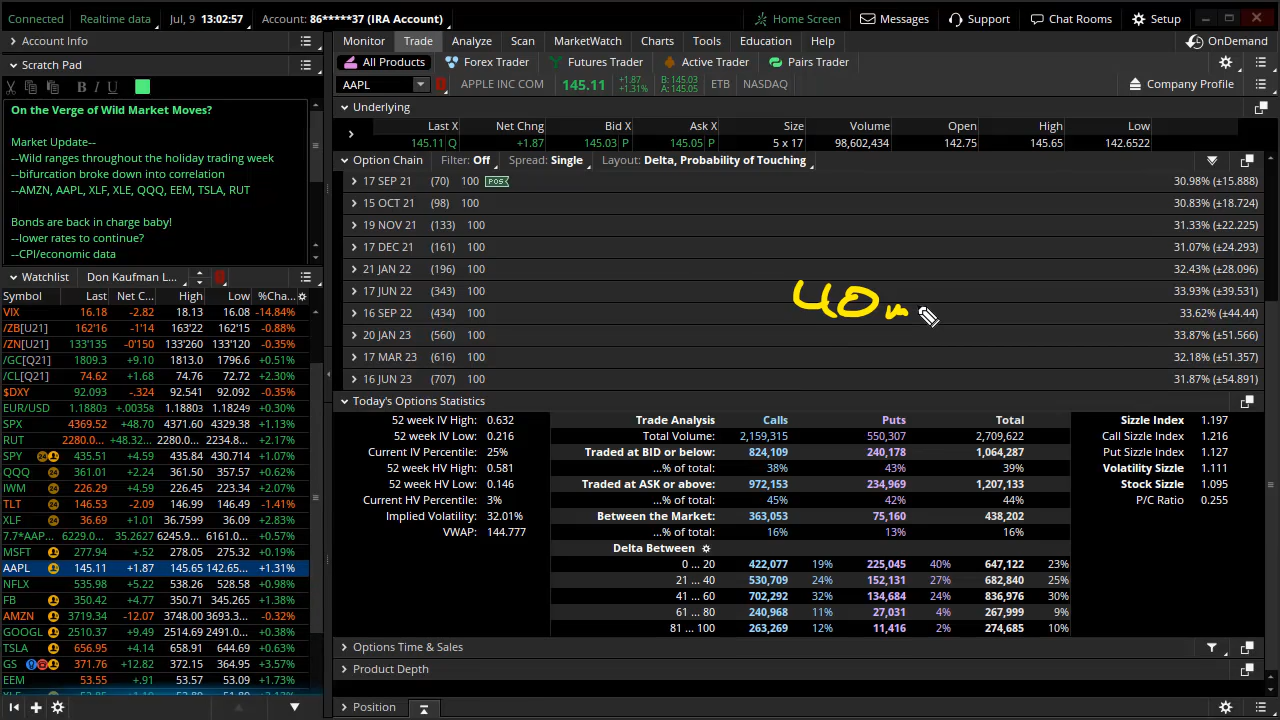 Connected Realtime data Jul, 9 13:02:57 Account: 86*****37 (IRA Account) Home Screen Messages Support Chat Rooms Setup
Account Info
Monitor Trade Analyze Scan MarketWatch Charts Tools Education Help OnDemand
Scratch Pad
All Products Forex Trader Futures Trader Active Trader Pairs Trader
B I U
AAPL APPLE INC COM 145.11 +1.87 +1.31% B: 145.03 A: 145.05 ETB NASDAQ Company Profile
On the Verge of Wild Market Moves?
Market Update--
--Wild ranges throughout the holiday trading week
--bifurcation broke down into correlation
--AMZN, AAPL, XLF, XLE, QQQ, EEM, TSLA, RUT
Bonds are back in charge baby!
--lower rates to continue?
--CPI/economic data
Underlying
Last X Net Chng Bid X Ask X Size Volume Open High Low
145.11 Q +1.87 145.03 P 145.05 P 5 x 17 98,602,434 142.75 145.65 142.6522
Option Chain Filter: Off Spread: Single Layout: Delta, Probability of Touching
17 SEP 21 (70) 100 30.98% (±15.888)
15 OCT 21 (98) 100 30.83% (±18.724)
19 NOV 21 (133) 100 31.33% (±22.225)
17 DEC 21 (161) 100 31.07% (±24.293)
21 JAN 22 (196) 100 32.43% (±28.096)
17 JUN 22 (343) 100 33.93% (±39.531)
16 SEP 22 (434) 100 33.62% (±44.44)
20 JAN 23 (560) 100 33.87% (±51.566)
17 MAR 23 (616) 100 32.18% (±51.357)
16 JUN 23 (707) 100 31.87% (±54.891)
40 m
Watchlist Don Kaufman L...
Symbol Last Net C... High Low %Cha...
VIX 16.18 -2.82 18.13 16.08 -14.84%
/ZB[U21] 162'16 -1'14 163'22 162'15 -0.88%
/ZN[U21] 133'135 -0'150 133'260 133'120 -0.35%
/GC[Q21] 1809.3 +9.10 1813.0 1796.6 +0.51%
/CL[Q21] 74.62 +1.68 74.76 72.72 +2.30%
$DXY 92.093 -.324 92.541 92.092 -0.35%
EUR/USD 1.18803 +.00358 1.18803 1.18249 +0.30%
SPX 4369.52 +48.70 4371.60 4329.38 +1.13%
RUT 2280.0... +48.32... 2280.0... 2234.8... +2.17%
SPY 435.51 +4.59 435.84 430.714 +1.07%
QQQ 361.01 +2.24 361.20 357.57 +0.62%
IWM 226.29 +4.59 226.45 223.34 +2.07%
TLT 146.53 -2.09 146.99 146.49 -1.41%
XLF 36.69 +1.01 36.7599 36.09 +2.83%
7.7*AAP... 6229.0... 35.2627 6245.9... 6161.0... +0.57%
MSFT 277.94 +.52 278.05 275.32 +0.19%
AAPL 145.11 +1.87 145.65 142.65... +1.31%
NFLX 535.98 +5.22 538.26 528.58 +0.98%
FB 350.42 +4.77 350.71 345.265 +1.38%
AMZN 3719.34 -12.07 3748.00 3693.3... -0.32%
GOOGL 2510.37 +9.49 2514.69 2491.0... +0.38%
TSLA 656.95 +4.14 658.91 644.69 +0.63%
GS 371.76 +12.82 372.15 364.95 +3.57%
EEM 53.55 +.91 53.57 53.09 +1.73%
Today's Options Statistics
52 week IV High: 0.632
52 week IV Low: 0.216
Current IV Percentile: 25%
52 week HV High: 0.581
52 week HV Low: 0.146
Current HV Percentile: 3%
Implied Volatility: 32.01%
VWAP: 144.777
Trade Analysis Calls Puts Total
Total Volume: 2,159,315 550,307 2,709,622
Traded at BID or below: 824,109 240,178 1,064,287
...% of total: 38% 43% 39%
Traded at ASK or above: 972,153 234,969 1,207,133
...% of total: 45% 42% 44%
Between the Market: 363,053 75,160 438,202
...% of total: 16% 13% 16%
Delta Between
0 ... 20 422,077 19% 225,045 40% 647,122 23%
21 ... 40 530,709 24% 152,131 27% 682,840 25%
41 ... 60 702,292 32% 134,684 24% 836,976 30%
61 ... 80 240,968 11% 27,031 4% 267,999 9%
81 ... 100 263,269 12% 11,416 2% 274,685 10%
Sizzle Index 1.197
Call Sizzle Index 1.216
Put Sizzle Index 1.127
Volatility Sizzle 1.111
Stock Sizzle 1.095
P/C Ratio 0.255
Options Time & Sales
Product Depth
Position